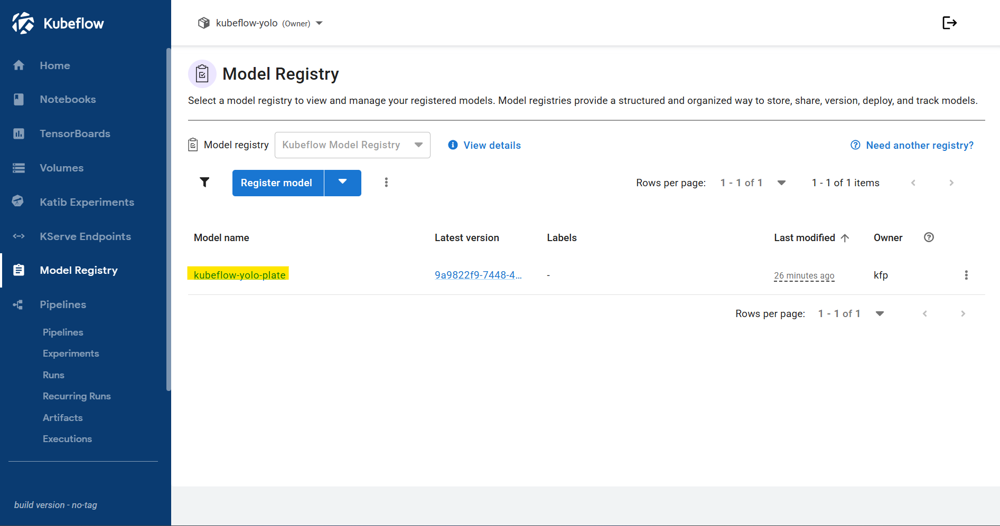 Kubeflow
kubeflow-yolo (Owner)
Home
Notebooks
TensorBoards
Volumes
Katib Experiments
KServe Endpoints
Model Registry
Pipelines
Pipelines
Experiments
Runs
Recurring Runs
Artifacts
Executions
build version - no-tag
Model Registry
Select a model registry to view and manage your registered models. Model registries provide a structured and organized way to store, share, version, deploy, and track models.
Model registry Kubeflow Model Registry View details Need another registry?
Register model Rows per page: 1 - 1 of 1 1 - 1 of 1 items
Model name Latest version Labels Last modified Owner
kubeflow-yolo-plate 9a9822f9-7448-4... - 26 minutes ago kfp
Rows per page: 1 - 1 of 1